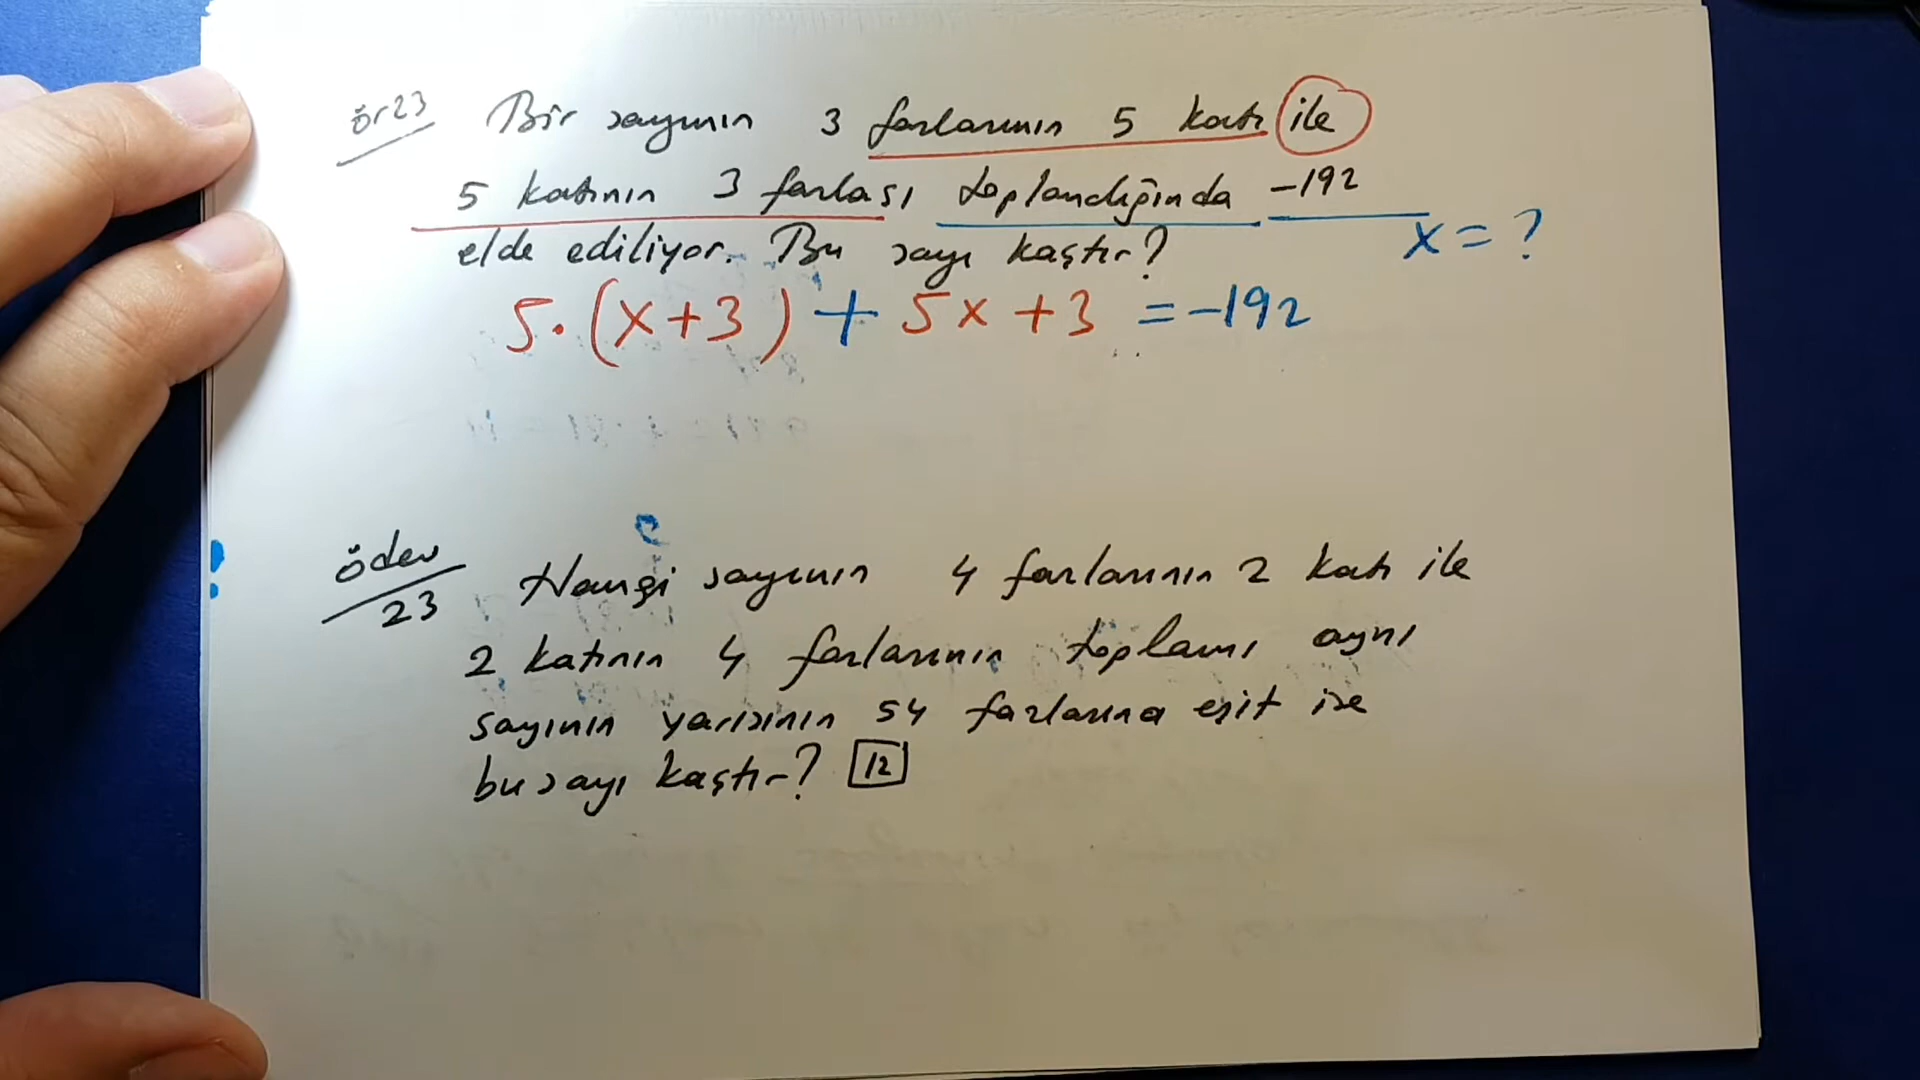 ör23 Bir sayının 3 fazlasının 5 katı ile
5 katının 3 fazlası toplandığında -192
elde ediliyor. Bu sayı kaçtır? x = ?
5.(x+3) + 5x+3 = -192
ödev 23 Hangi sayının 4 fazlasının 2 katı ile
2 katının 4 fazlasının toplamı aynı
sayının yarısının 54 fazlasına eşit ise
bu sayı kaçtır? 12